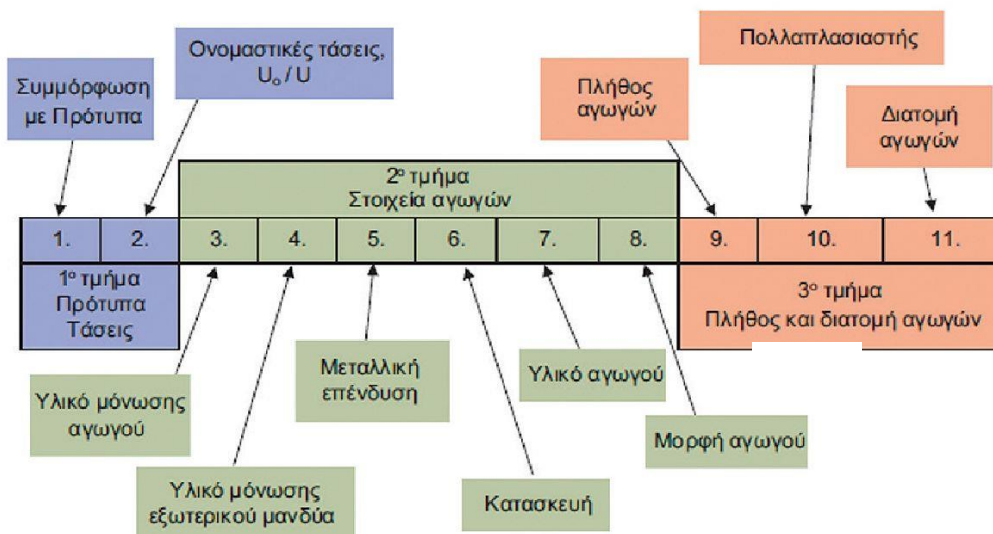 Ονομαστικές τάσεις,
U₀ / U
Πολλαπλασιαστής
Συμμόρφωση
με Πρότυπα
Πλήθος
αγωγών
Διατομή
αγωγών
2ο τμήμα
Στοιχεία αγωγών
1. 2. 3. 4. 5. 6. 7. 8. 9. 10. 11.
1ο τμήμα
Πρότυπα
Τάσεις
3ο τμήμα
Πλήθος και διατομή αγωγών
Μεταλλική
επένδυση
Υλικό αγωγού
Υλικό μόνωσης
αγωγού
Μορφή αγωγού
Υλικό μόνωσης
εξωτερικού μανδύα
Κατασκευή